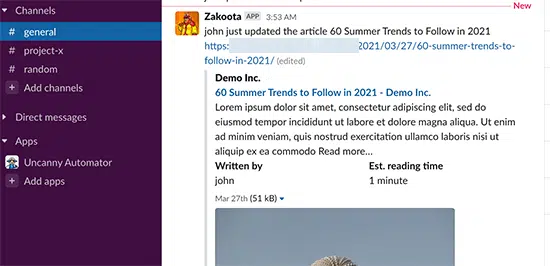 Channels
# general
# project-x
# random
+ Add channels
Direct messages
Apps
Uncanny Automator
+ Add apps
New
Zakoota APP 3:53 AM
john just updated the article 60 Summer Trends to Follow in 2021
https: 2021/03/27/60-summer-trends-to-
follow-in-2021/ (edited)
Demo Inc.
60 Summer Trends to Follow in 2021 - Demo Inc.
Lorem ipsum dolor sit amet, consectetur adipiscing elit, sed do
eiusmod tempor incididunt ut labore et dolore magna aliqua. Ut enim
ad minim veniam, quis nostrud exercitation ullamco laboris nisi ut
aliquip ex ea commodo Read more...
Written by Est. reading time
john 1 minute
Mar 27th (51 kB)